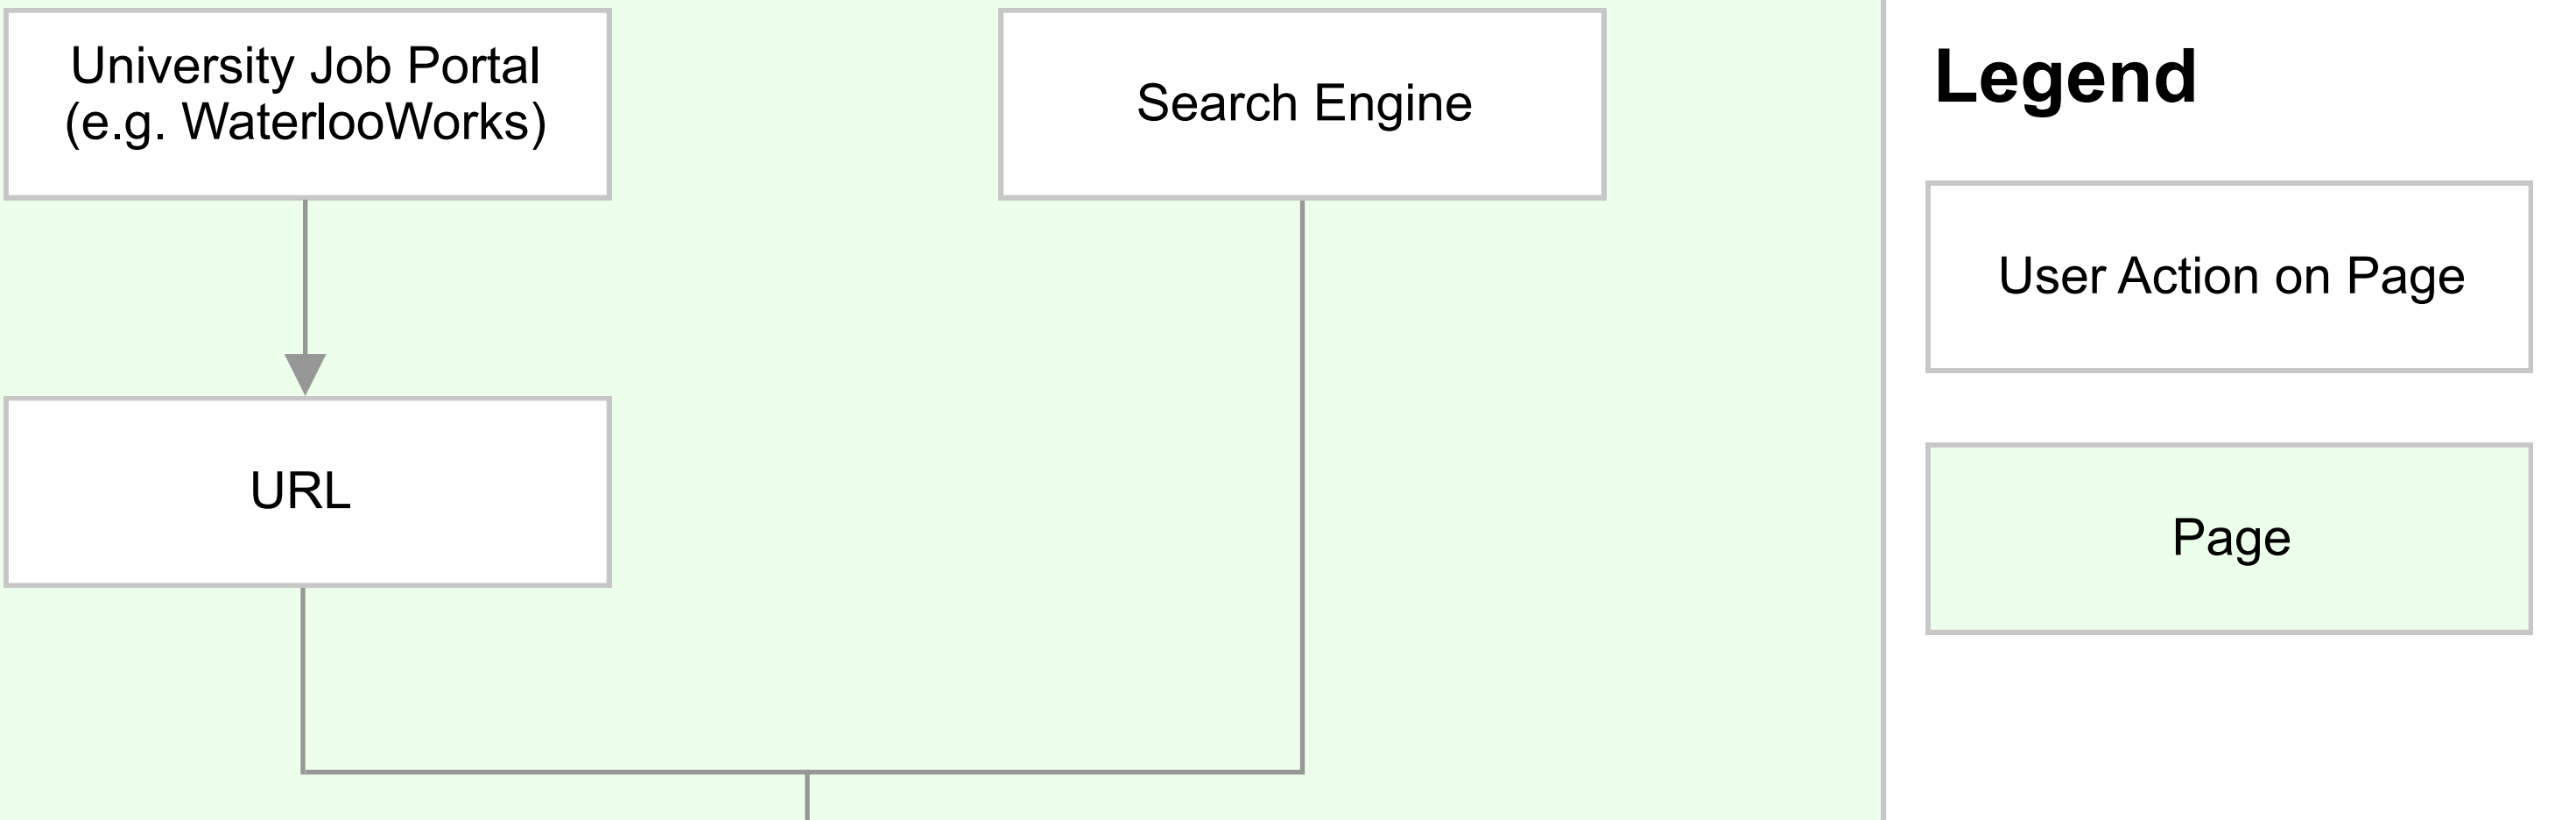 University Job Portal
(e.g. WaterlooWorks)
Search Engine
URL
Legend
User Action on Page
Page